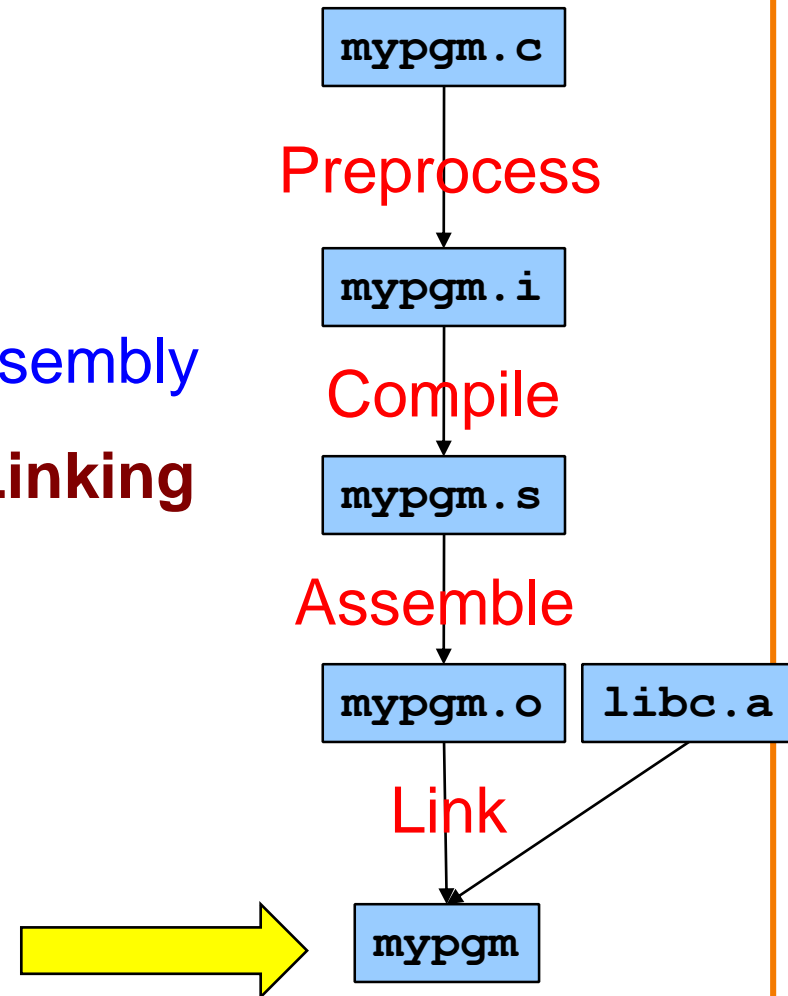 mypgm.c
Preprocess
mypgm.i
sembly
Compile
Linking
mypgm.s
Assemble
mypgm.o
libc.a
Link
mypgm